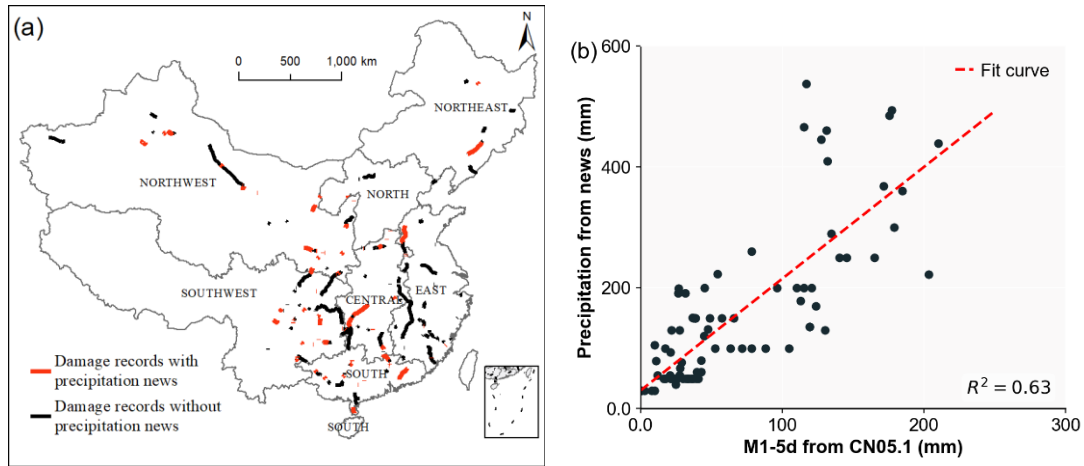 (a)
N
0 500 1,000 km
NORTHEAST
NORTHWEST
NORTH
SOUTHWEST
CENTRAL
EAST
SOUTH
SOUTH
Damage records with
precipitation news
Damage records without
precipitation news
(b)
600
400
200
0.0
0.0 100 200 300
Precipitation from news (mm)
M1-5d from CN05.1 (mm)
Fit curve
R² = 0.63